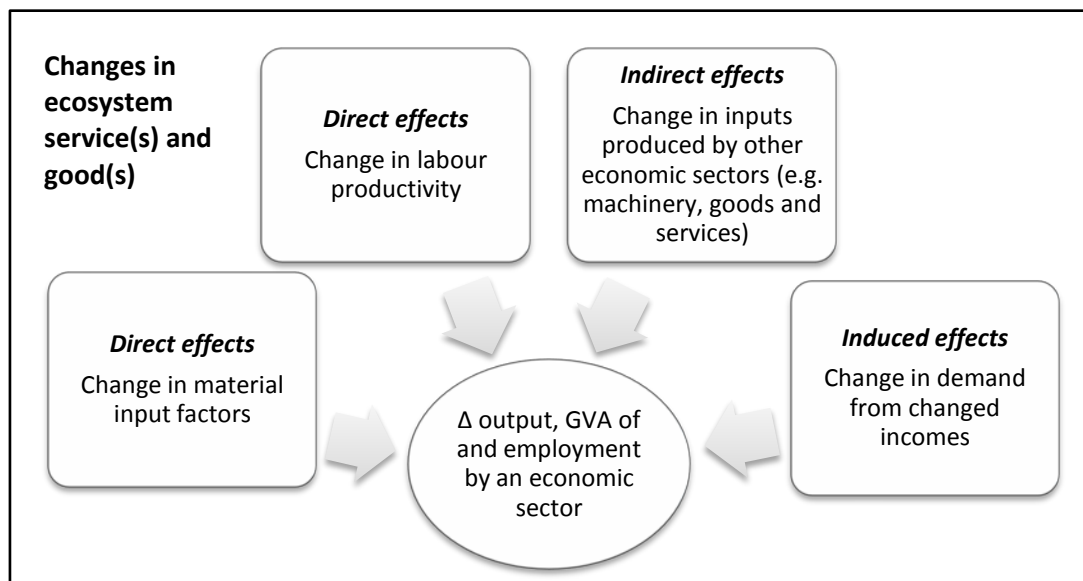 Changes in
ecosystem
service(s) and
good(s)
Direct effects
Change in labour
productivity
Indirect effects
Change in inputs
produced by other
economic sectors (e.g.
machinery, goods and
services)
Direct effects
Change in material
input factors
Induced effects
Change in demand
from changed
incomes
Δ output, GVA of
and employment
by an economic
sector